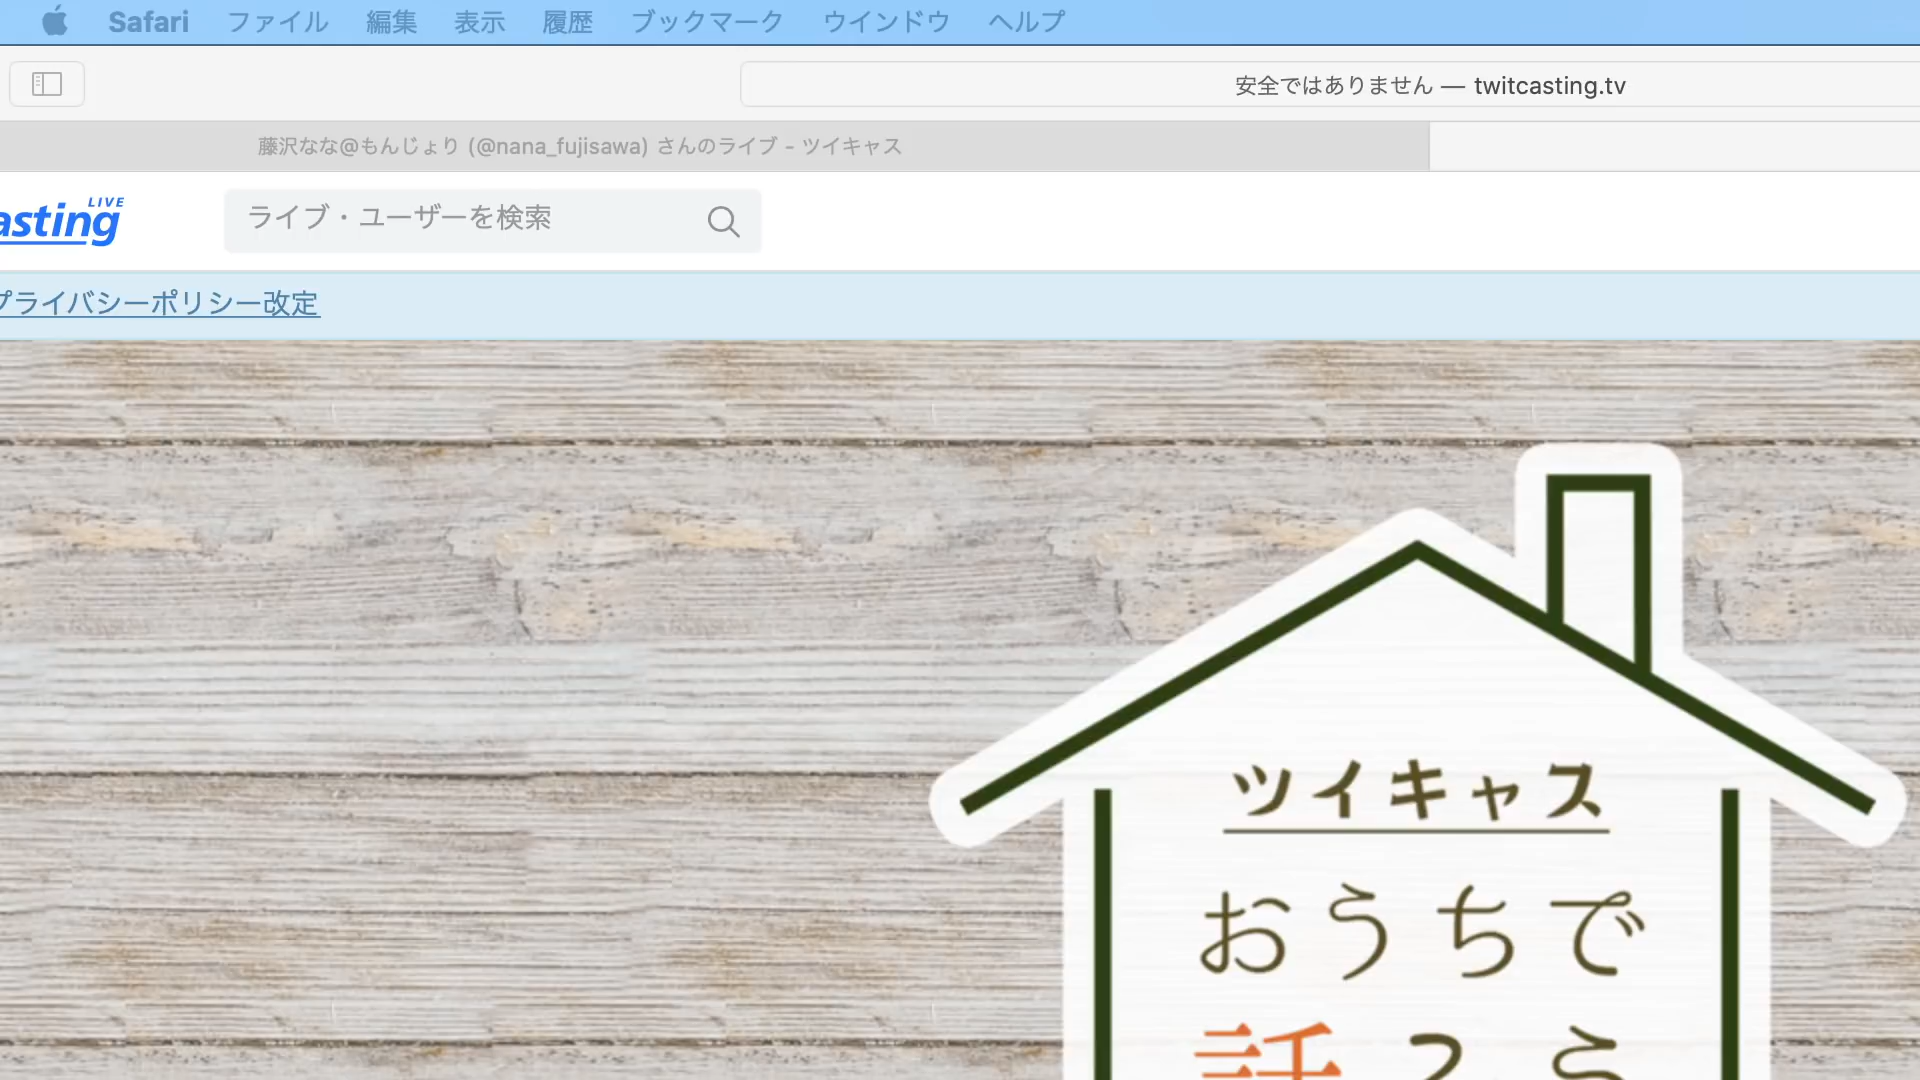 Safari ファイル 編集 表示 履歴 ブックマーク ウインドウ ヘルプ
安全ではありません — twitcasting.tv
藤沢なな@もんじょり (@nana_fujisawa) さんのライブ - ツイキャス
asting LIVE
ライブ・ユーザーを検索
プライバシーポリシー改定
ツイキャス
おうちで
話そう